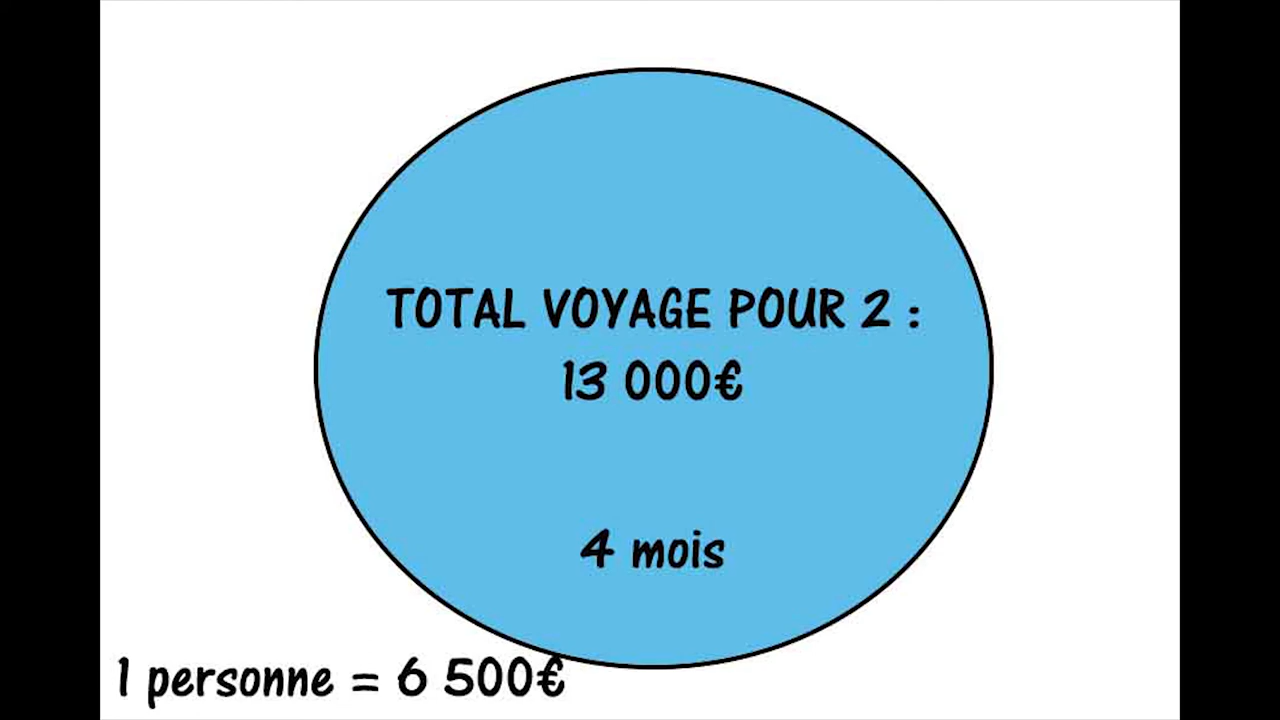 TOTAL VOYAGE POUR 2 :
13 000€
4 mois
1 personne = 6 500€